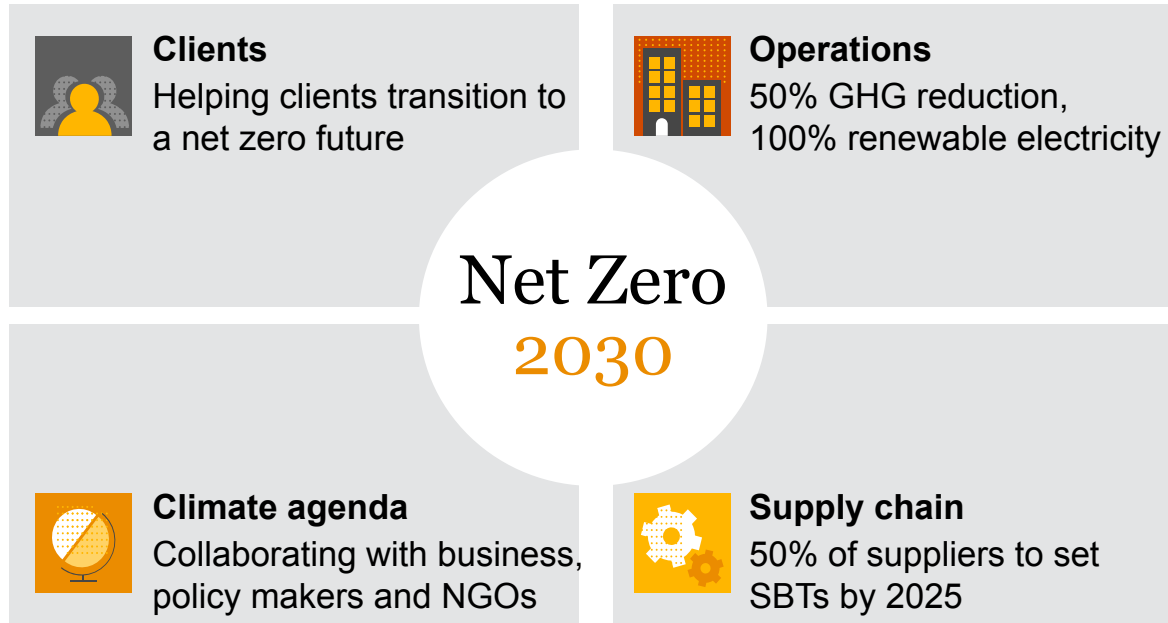 Clients
Helping clients transition to
a net zero future
Operations
50% GHG reduction,
100% renewable electricity
Net Zero
2030
Climate agenda
Collaborating with business,
policy makers and NGOs
Supply chain
50% of suppliers to set
SBTs by 2025